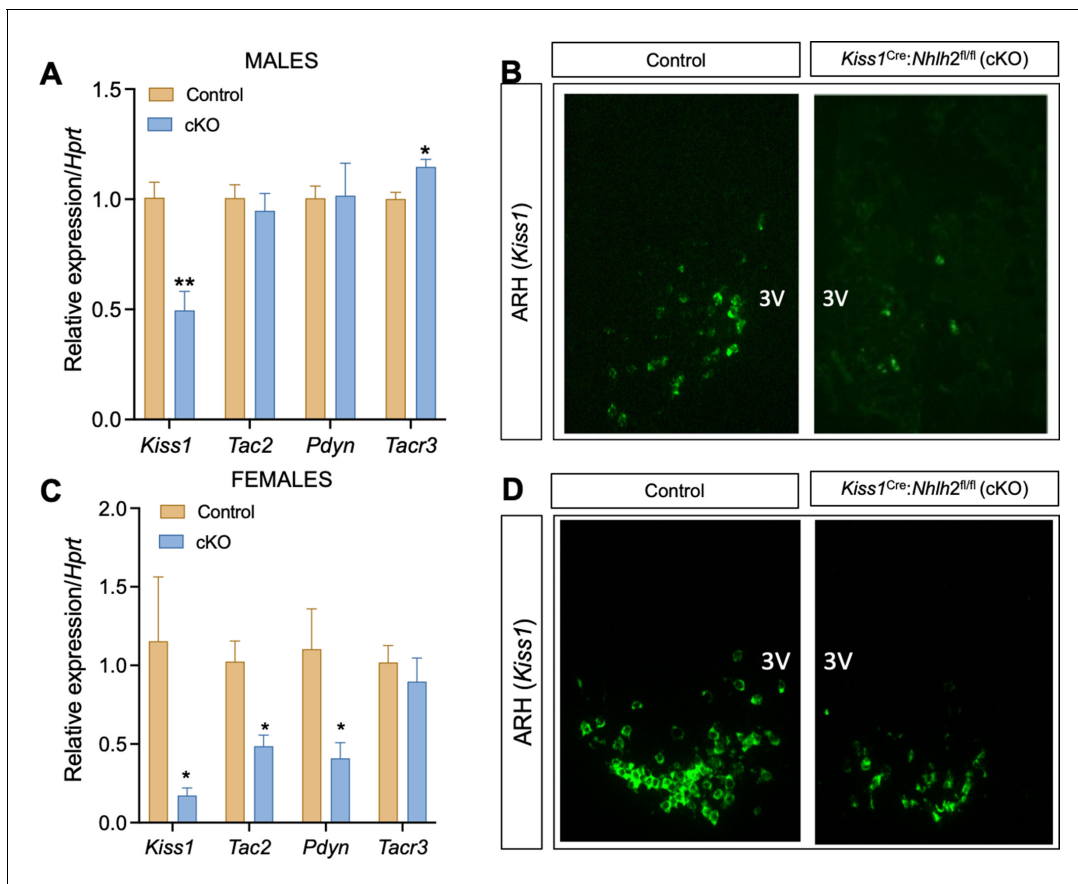 A
MALES
1.5
1.0
0.5
0.0
Relative expression/Hprt
Control
cKO
**
*
Kiss1 Tac2 Pdyn Tacr3
B
Control
Kiss1Cre:Nhlh2fl/fl (cKO)
ARH (Kiss1)
3V
3V
C
FEMALES
2.0
1.5
1.0
0.5
0.0
Relative expression/Hprt
Control
cKO
*
*
*
Kiss1 Tac2 Pdyn Tacr3
D
Control
Kiss1Cre:Nhlh2fl/fl (cKO)
ARH (Kiss1)
3V
3V